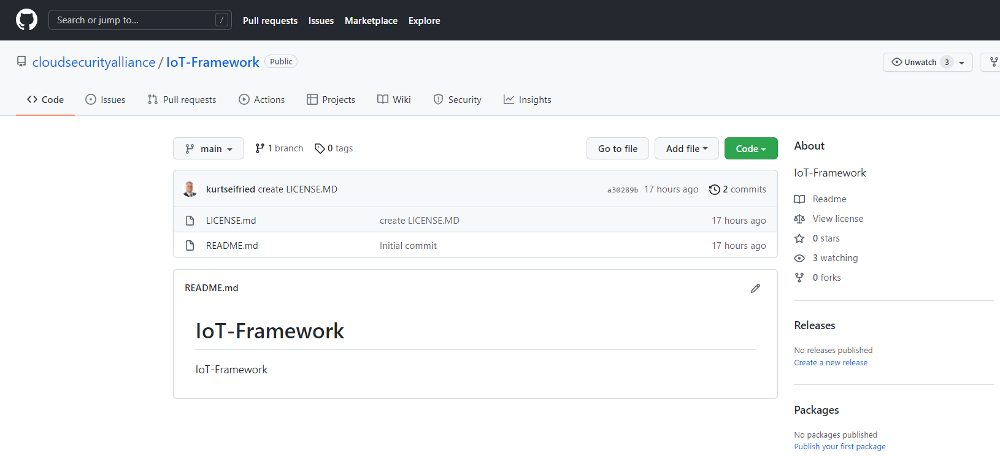 Search or jump to... /
Pull requests Issues Marketplace Explore
cloudsecurityalliance / IoT-Framework Public
Unwatch 3
Code Issues Pull requests Actions Projects Wiki Security Insights
main 1 branch 0 tags
Go to file Add file Code
kurtseifried create LICENSE.MD a30289b 17 hours ago 2 commits
LICENSE.md create LICENSE.MD 17 hours ago
README.md Initial commit 17 hours ago
README.md
IoT-Framework
IoT-Framework
About
IoT-Framework
Readme
View license
0 stars
3 watching
0 forks
Releases
No releases published
Create a new release
Packages
No packages published
Publish your first package